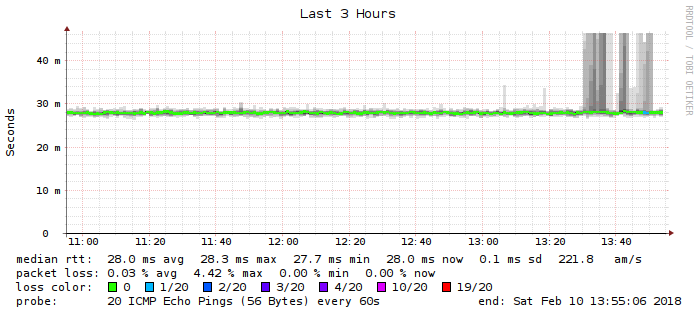 Last 3 Hours
RRDTOOL / TOBI OETIKER
Seconds
40 m
30 m
20 m
10 m
0
11:00 11:20 11:40 12:00 12:20 12:40 13:00 13:20 13:40
median rtt: 28.0 ms avg 28.3 ms max 27.7 ms min 28.0 ms now 0.1 ms sd 221.8 am/s
packet loss: 0.03 % avg 4.42 % max 0.00 % min 0.00 % now
loss color: 0 1/20 2/20 3/20 4/20 10/20 19/20
probe: 20 ICMP Echo Pings (56 Bytes) every 60s end: Sat Feb 10 13:55:06 2018